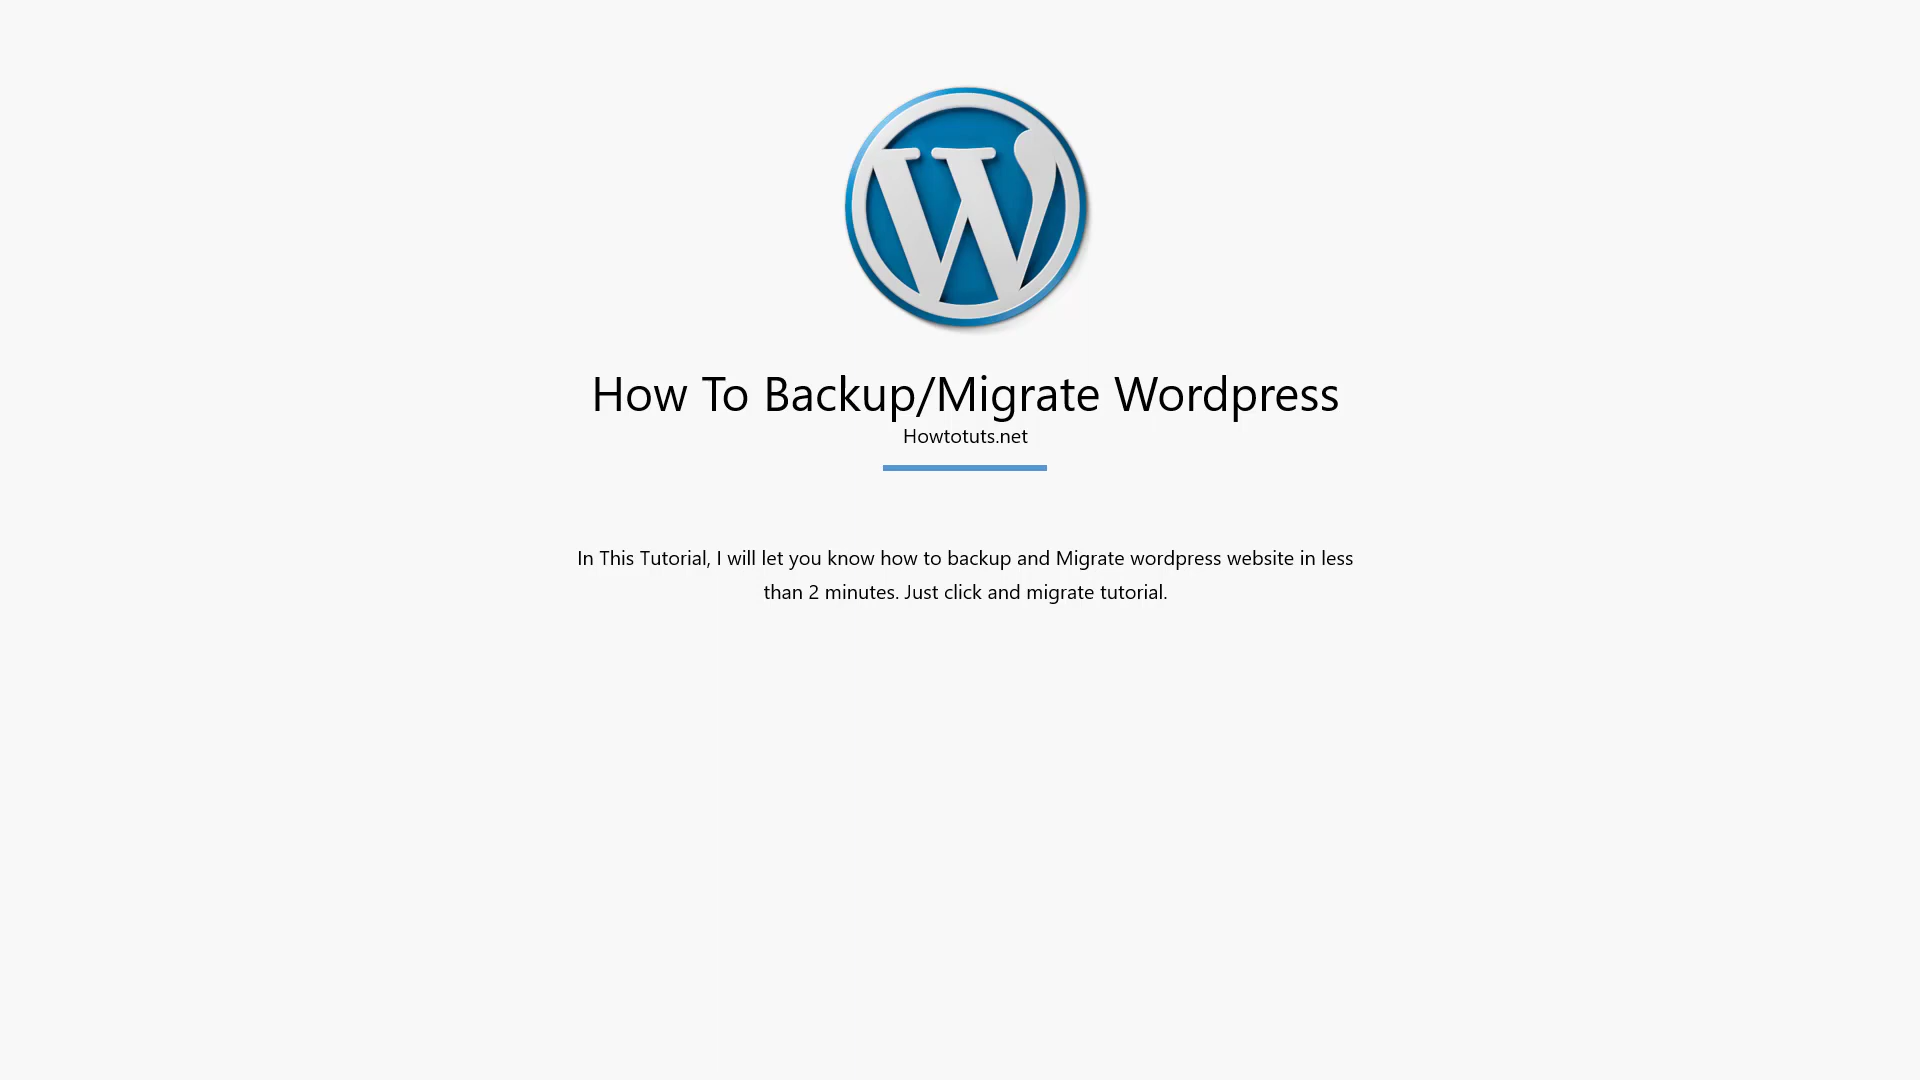 How To Backup/Migrate Wordpress
Howtotuts.net
In This Tutorial, I will let you know how to backup and Migrate wordpress website in less
than 2 minutes. Just click and migrate tutorial.